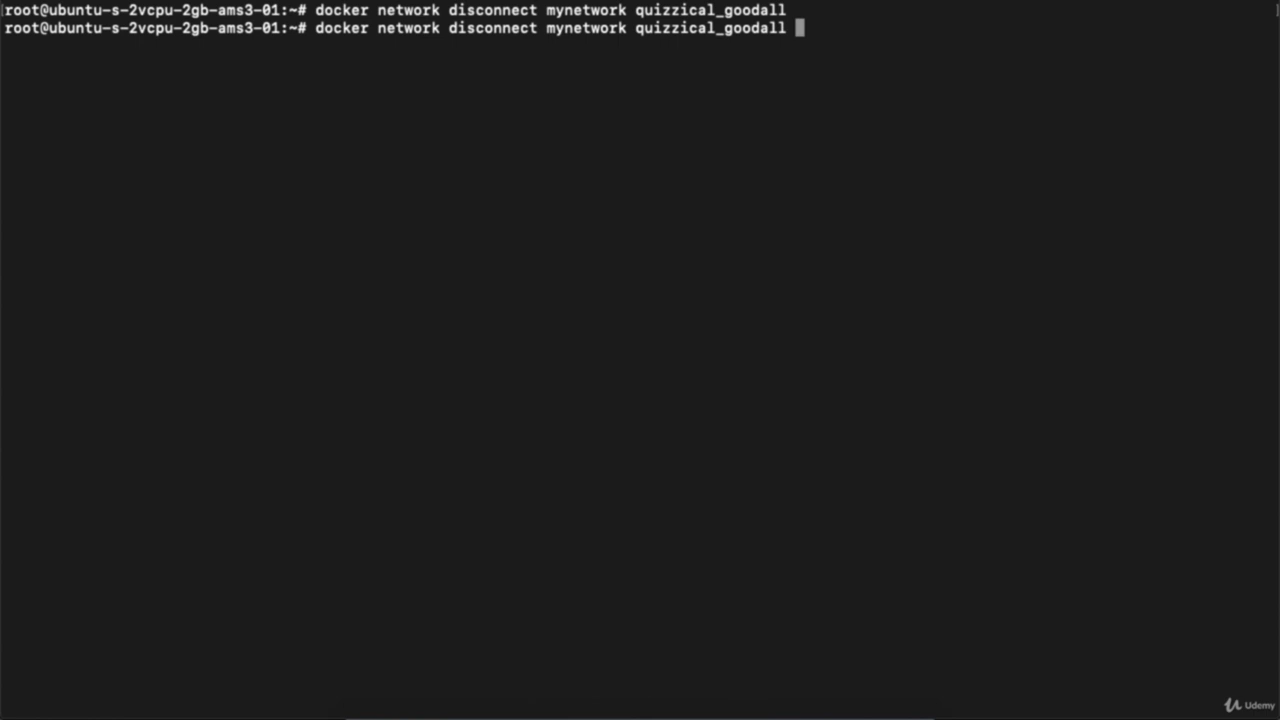 root@ubuntu-s-2vcpu-2gb-ams3-01:~# docker network disconnect mynetwork quizzical_goodall
root@ubuntu-s-2vcpu-2gb-ams3-01:~# docker network disconnect mynetwork quizzical_goodall
Udemy